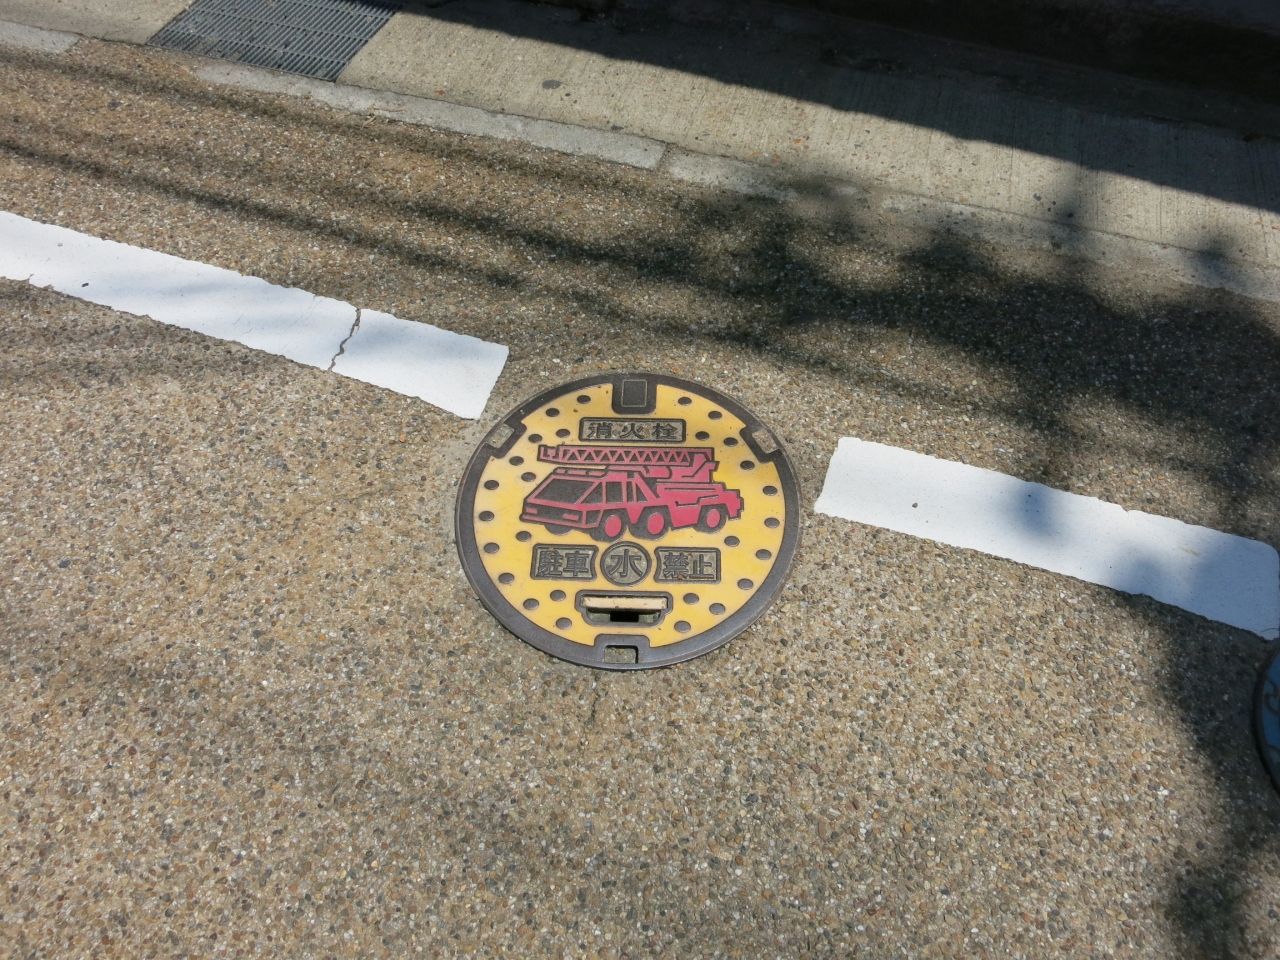 消火栓
駐車 水 禁止